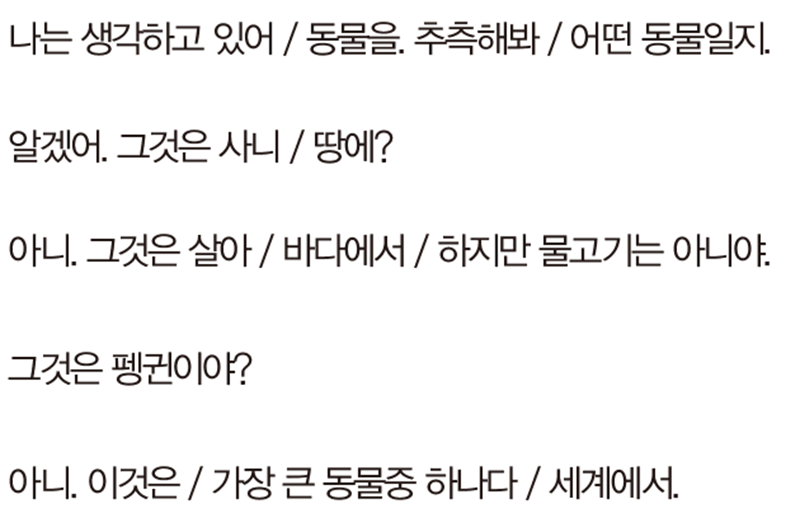 나는 생각하고 있어 / 동물을. 추측해봐 / 어떤 동물일지.
알겠어. 그것은 사니 / 땅에?
아니. 그것은 살아 / 바다에서 / 하지만 물고기는 아니야.
그것은 펭귄이야?
아니. 이것은 / 가장 큰 동물중 하나다 / 세계에서.